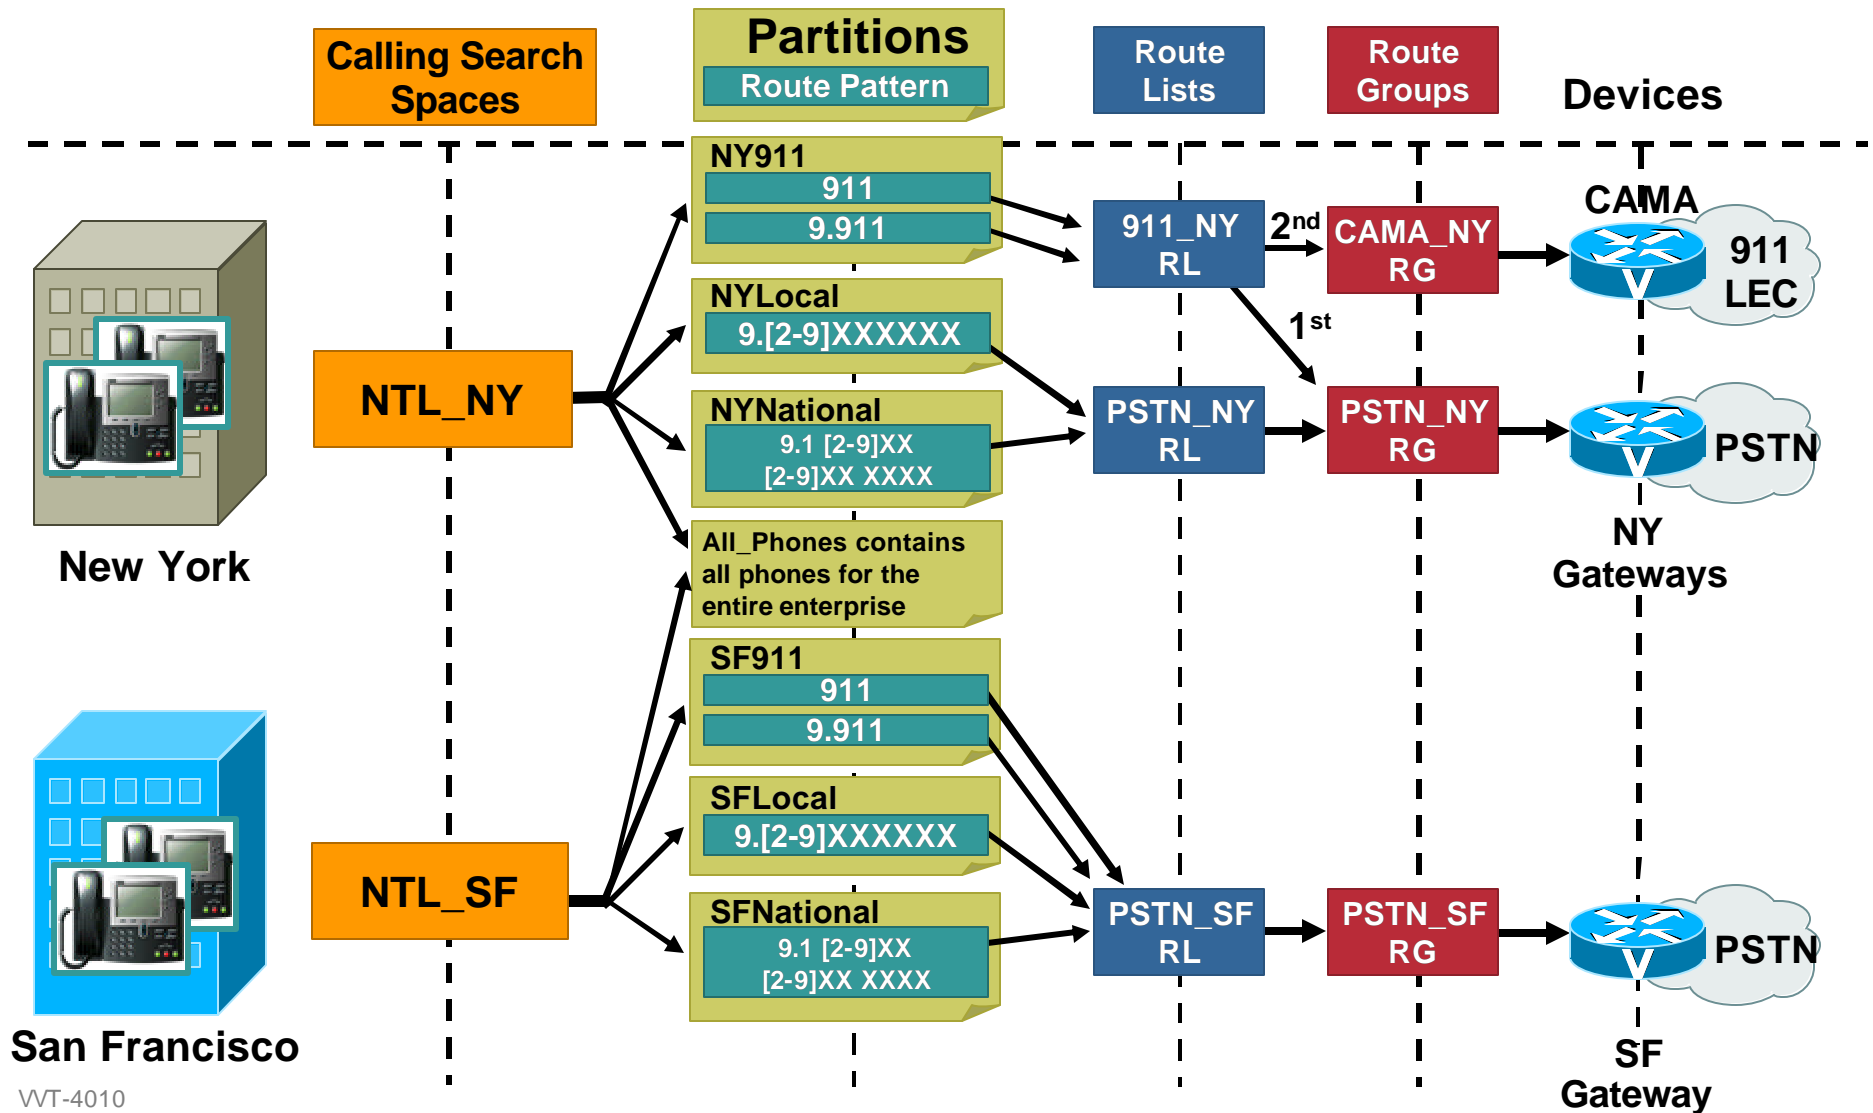 Calling Search
Spaces
Partitions
Route Pattern
Route
Lists
Route
Groups
Devices
New York
NTL_NY
NY911
911
9.911
NYLocal
9.[2-9]XXXXXX
NYNational
9.1 [2-9]XX
[2-9]XX XXXX
All_Phones contains
all phones for the
entire enterprise
911_NY
RL
2nd
1st
PSTN_NY
RL
CAMA_NY
RG
PSTN_NY
RG
CAMA
911
LEC
PSTN
NY
Gateways
San Francisco
NTL_SF
SF911
911
9.911
SFLocal
9.[2-9]XXXXXX
SFNational
9.1 [2-9]XX
[2-9]XX XXXX
PSTN_SF
RL
PSTN_SF
RG
V
PSTN
SF
Gateway
VVT-4010